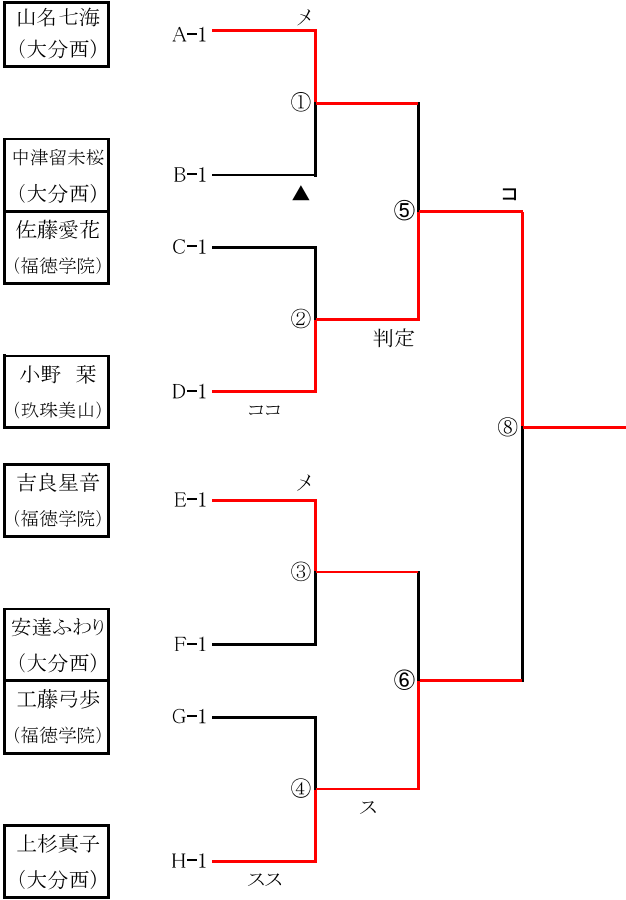 山名七海
(大分西)
A-1
メ
①
中津留未桜
(大分西)
B-1
▲
⑤
コ
佐藤愛花
(福徳学院)
C-1
②
判定
小野 栞
(玖珠美山)
D-1
ココ
⑧
吉良星音
(福徳学院)
E-1
メ
③
安達ふわり
(大分西)
F-1
⑥
工藤弓歩
(福徳学院)
G-1
④
ス
上杉真子
(大分西)
H-1
スス